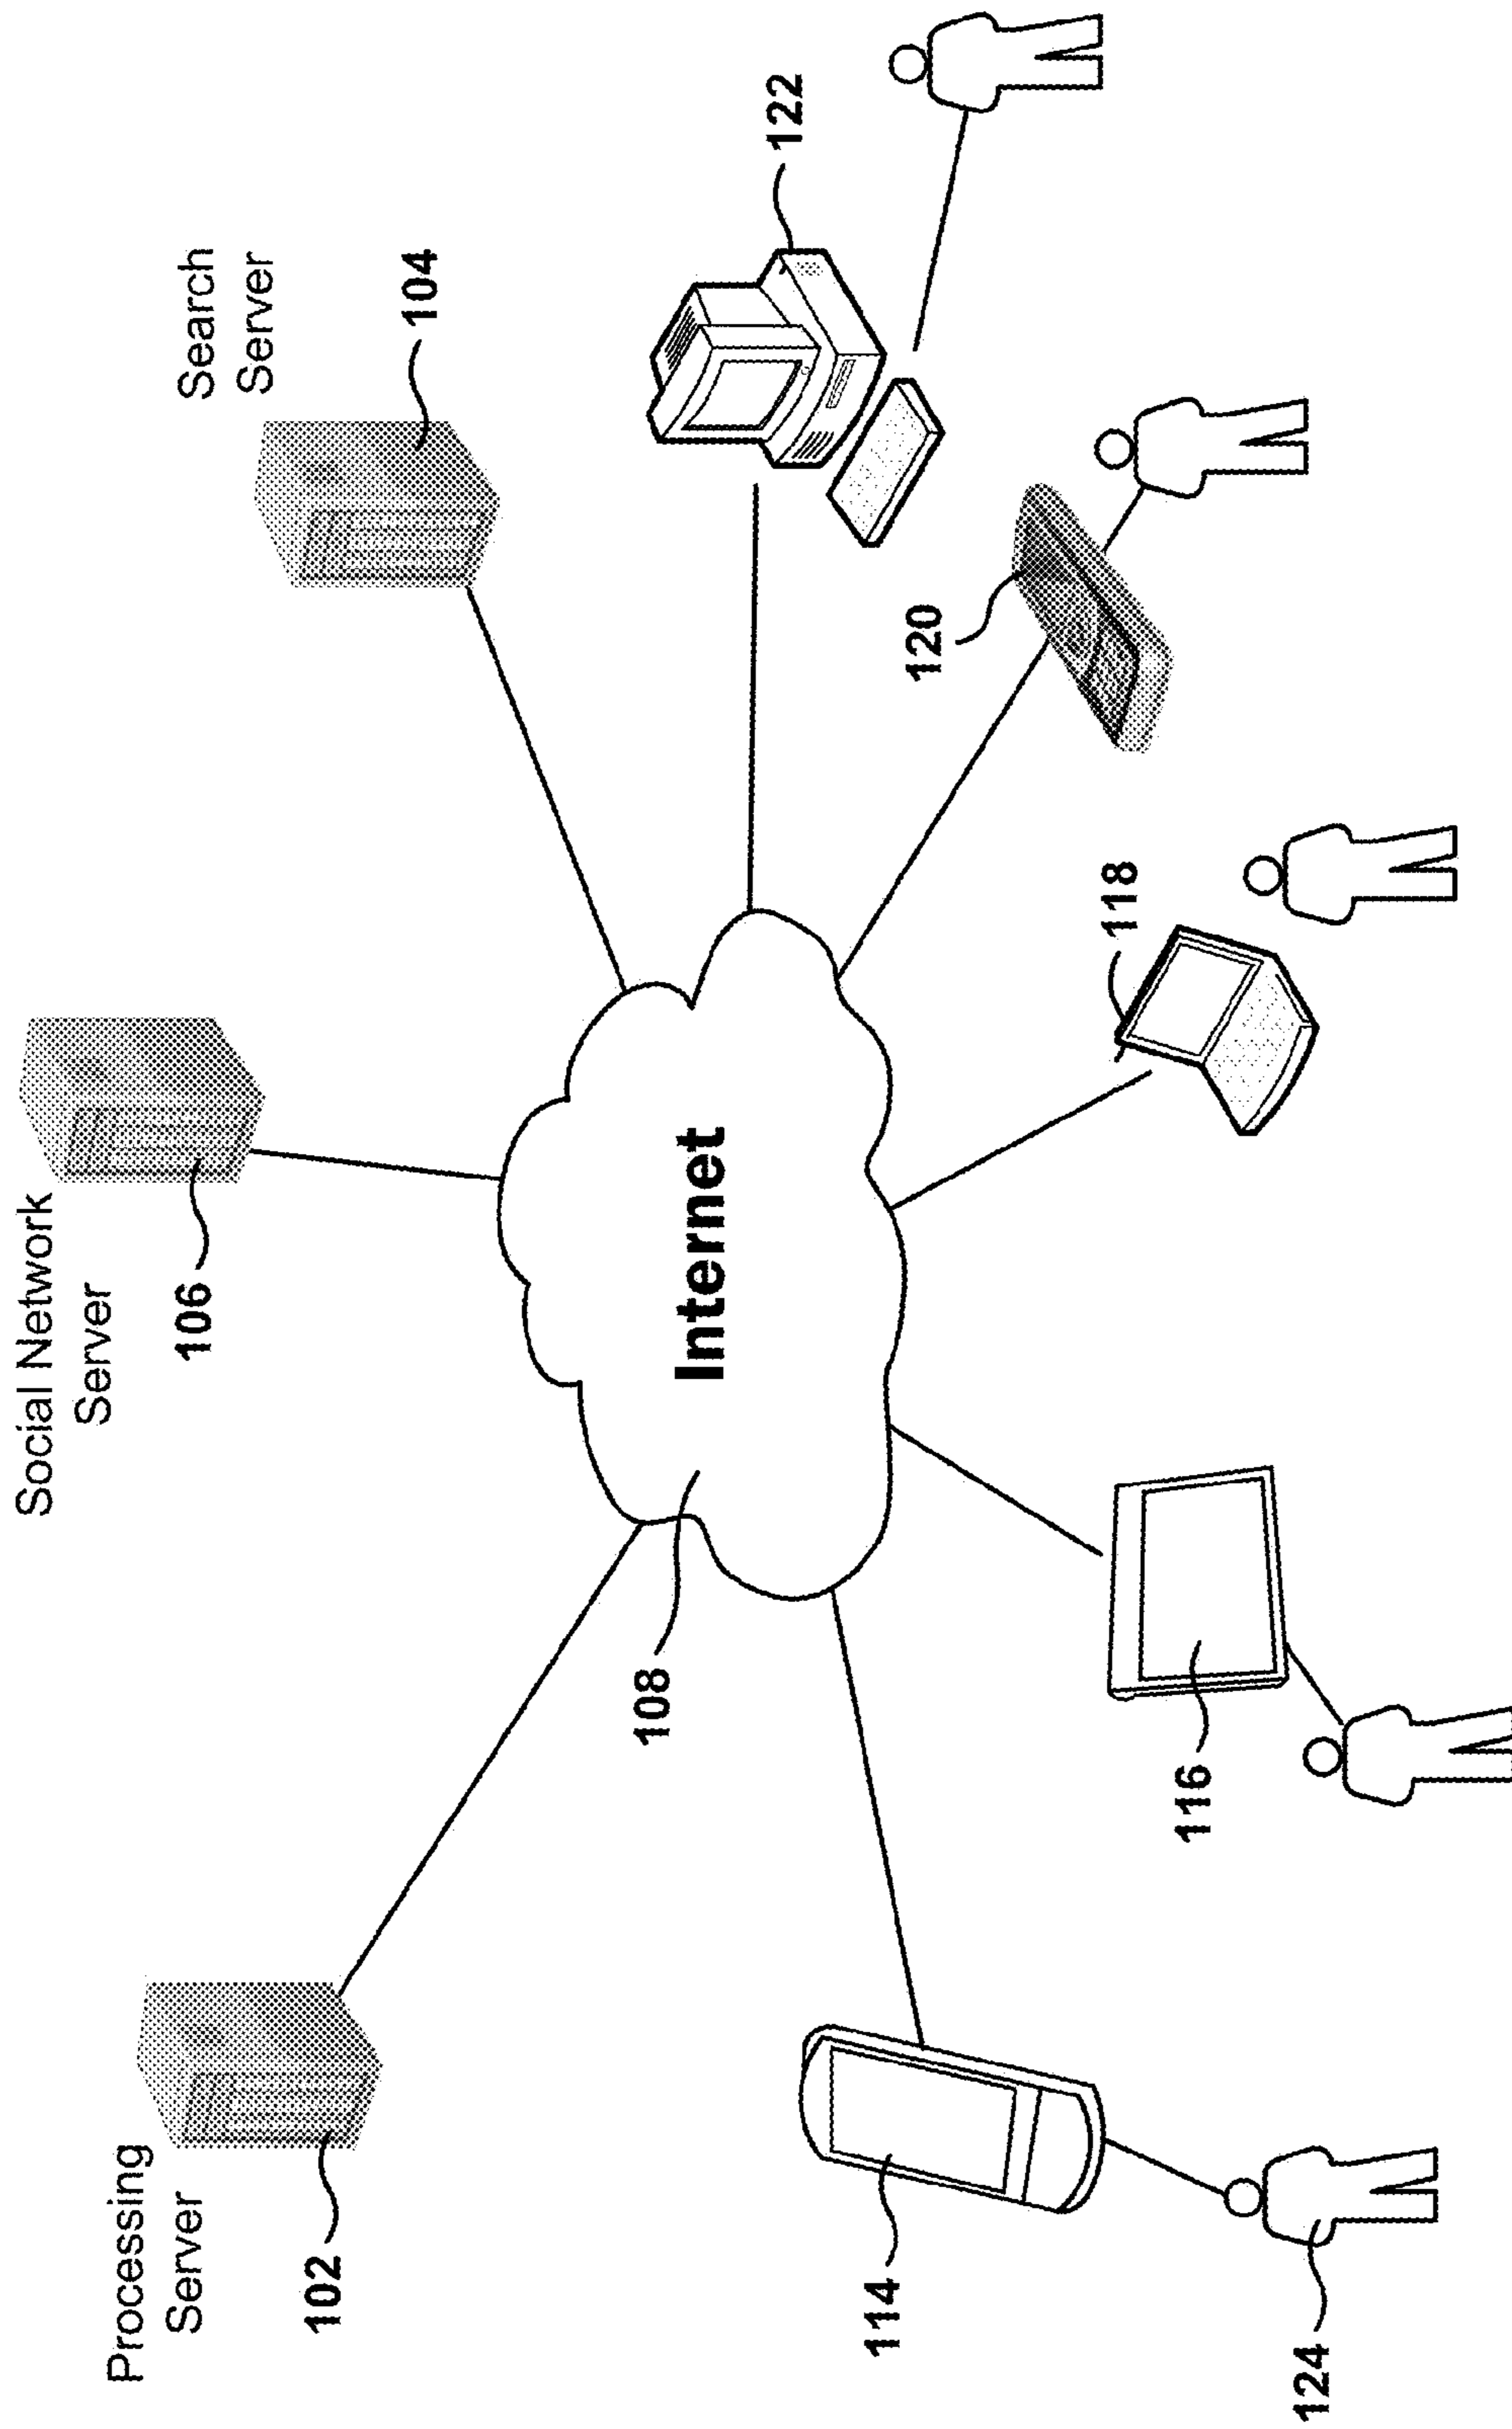 Processing
Server
102
Social Network
Server
106
Search
Server
104
Internet
108
114
124
116
118
120
122